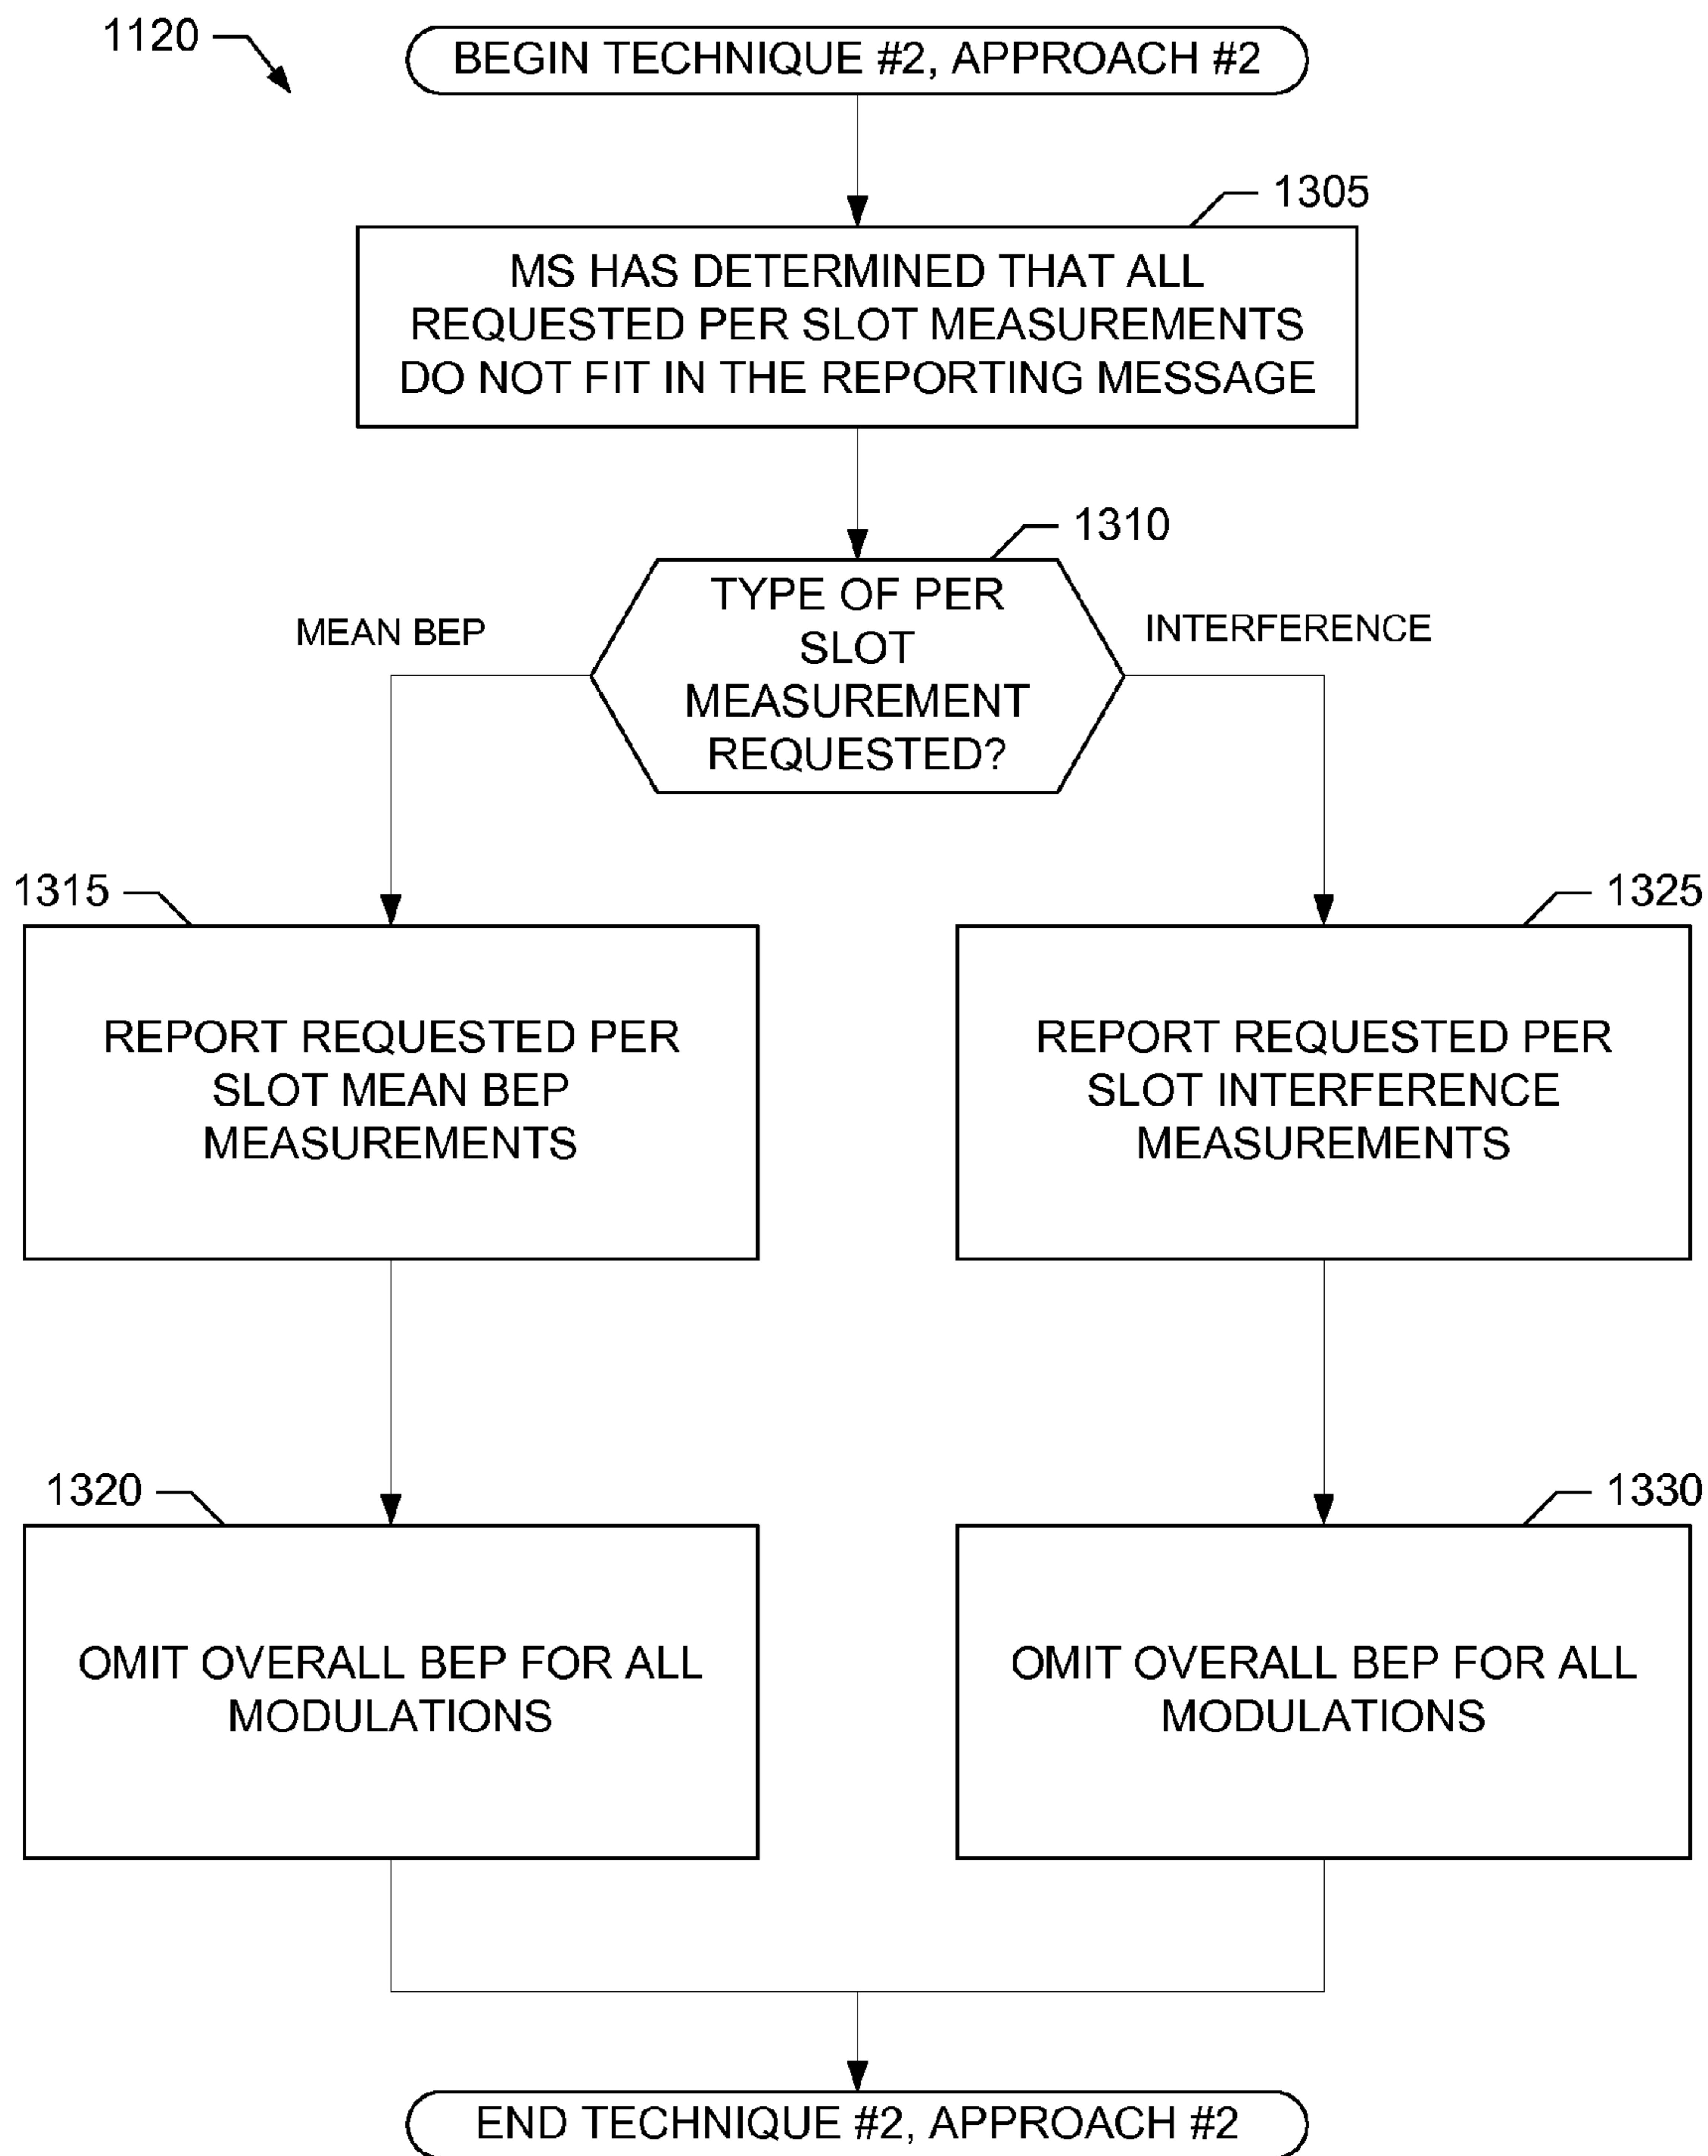 1120
BEGIN TECHNIQUE #2, APPROACH #2
1305
MS HAS DETERMINED THAT ALL
REQUESTED PER SLOT MEASUREMENTS
DO NOT FIT IN THE REPORTING MESSAGE
1310
TYPE OF PER
SLOT
MEASUREMENT
REQUESTED?
MEAN BEP
INTERFERENCE
1315
REPORT REQUESTED PER
SLOT MEAN BEP
MEASUREMENTS
1325
REPORT REQUESTED PER
SLOT INTERFERENCE
MEASUREMENTS
1320
OMIT OVERALL BEP FOR ALL
MODULATIONS
1330
OMIT OVERALL BEP FOR ALL
MODULATIONS
END TECHNIQUE #2, APPROACH #2